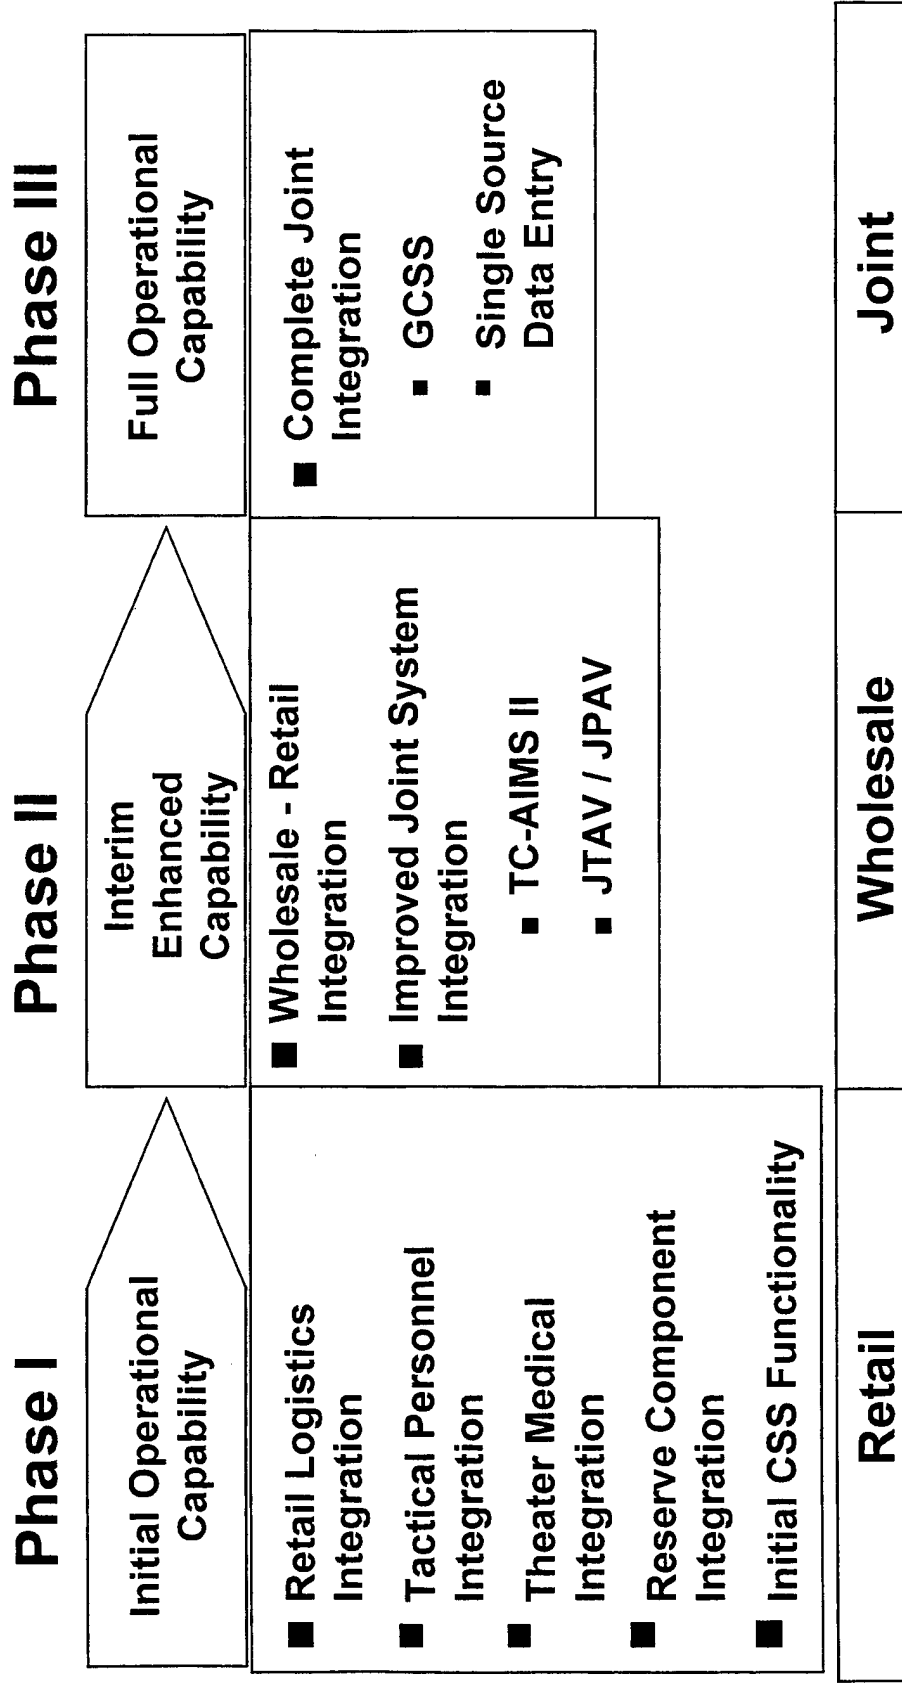 Phase I
Phase II
Phase III
Initial Operational
Capability
Interim
Enhanced
Capability
Full Operational
Capability
■ Retail Logistics
Integration
■ Tactical Personnel
Integration
■ Theater Medical
Integration
■ Reserve Component
Integration
■ Initial CSS Functionality
■ Wholesale - Retail
Integration
■ Improved Joint System
Integration
■ TC-AIMS II
■ JTAV / JPAV
■ Complete Joint
Integration
■ GCSS
■ Single Source
Data Entry
Retail
Wholesale
Joint